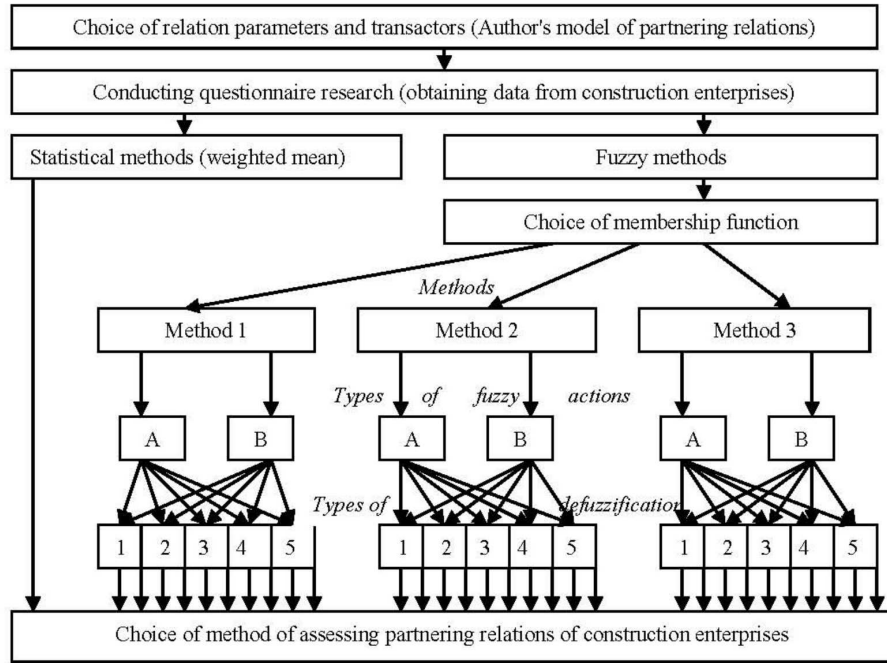 Choice of relation parameters and transactors (Author's model of partnering relations)
Conducting questionnaire research (obtaining data from construction enterprises)
Statistical methods (weighted mean)
Fuzzy methods
Choice of membership function
Methods
Method 1
Method 2
Method 3
Types of fuzzy actions
A
B
A
B
A
B
Types of defuzzification
1 2 3 4 5
1 2 3 4 5
1 2 3 4 5
Choice of method of assessing partnering relations of construction enterprises